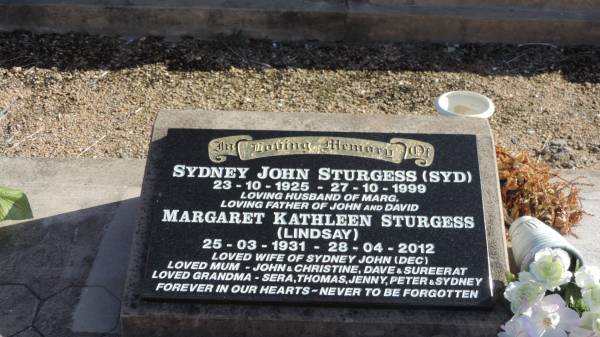 In Loving Memory Of
SYDNEY JOHN STURGESS (SYD)
23-10-1925 - 27-10-1999
LOVING HUSBAND OF MARG.
LOVING FATHER OF JOHN AND DAVID
MARGARET KATHLEEN STURGESS
(LINDSAY)
25-03-1931 - 28-04-2012
LOVED WIFE OF SYDNEY JOHN (DEC)
LOVED MUM - JOHN & CHRISTINE, DAVE & SUREERAT
LOVED GRANDMA - SERA, THOMAS, JENNY, PETER & SYDNEY
FOREVER IN OUR HEARTS ~ NEVER TO BE FORGOTTEN